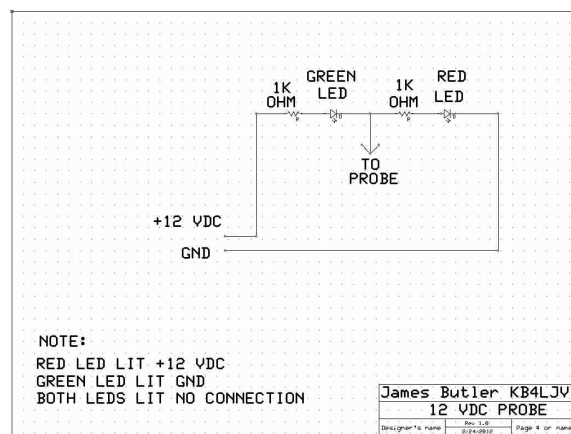 GREEN
LED
1K
OHM
1K
OHM
RED
LED
TO
PROBE
+12 VDC
GND
NOTE:
RED LED LIT +12 VDC
GREEN LED LIT GND
BOTH LEDS LIT NO CONNECTION
James Butler KB4LJV
12 VDC PROBE
Designer's name
Rev 1.0
2/24/2012
Page # or name